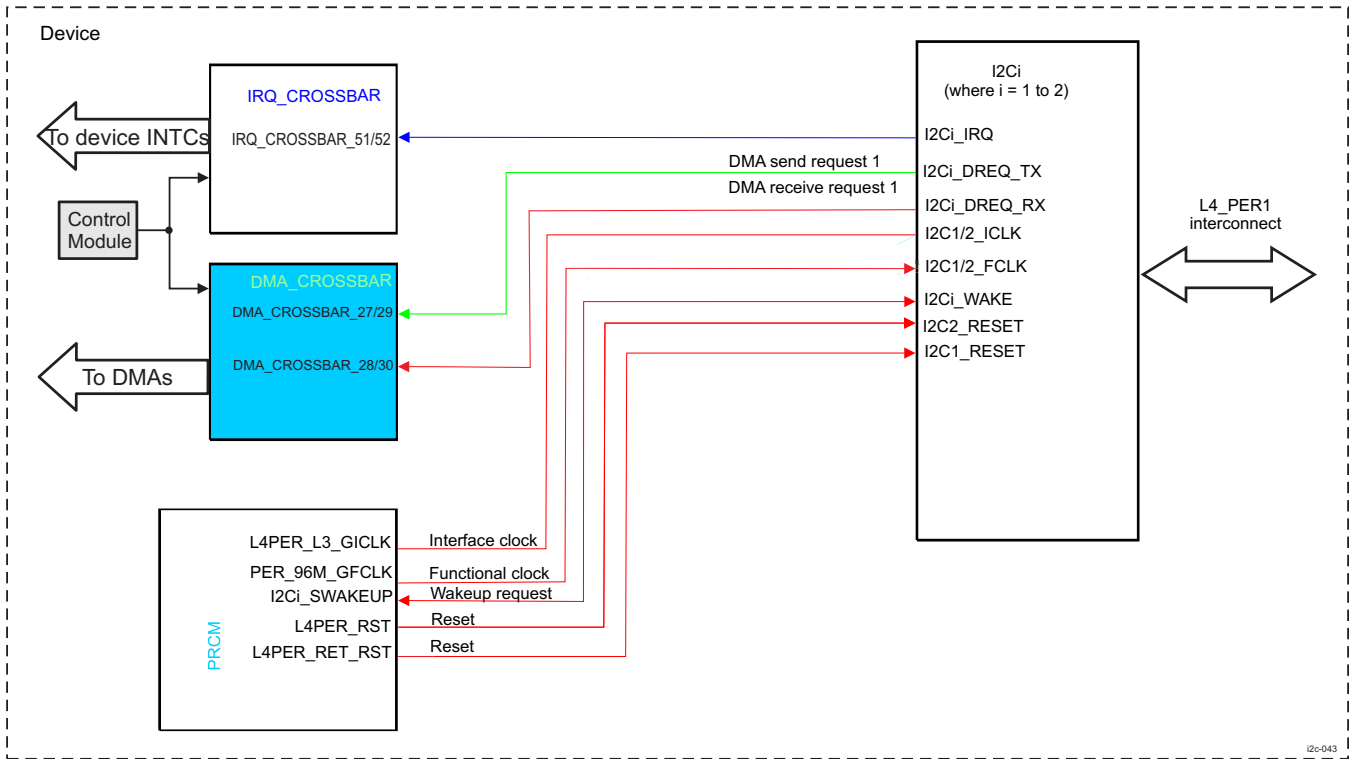 Device
IRQ_CROSSBAR
IRQ_CROSSBAR_51/52
To device INTCs
Control
Module
DMA_CROSSBAR
DMA_CROSSBAR_27/29
DMA_CROSSBAR_28/30
To DMAs
DMA send request 1
DMA receive request 1
I2Ci
(where i = 1 to 2)
I2Ci_IRQ
I2Ci_DREQ_TX
I2Ci_DREQ_RX
I2C1/2_ICLK
I2C1/2_FCLK
I2Ci_WAKE
I2C2_RESET
I2C1_RESET
L4_PER1
interconnect
PRCM
L4PER_L3_GICLK
Interface clock
PER_96M_GFCLK
Functional clock
I2Ci_SWAKEUP
Wakeup request
L4PER_RST
Reset
L4PER_RET_RST
Reset
i2c-043